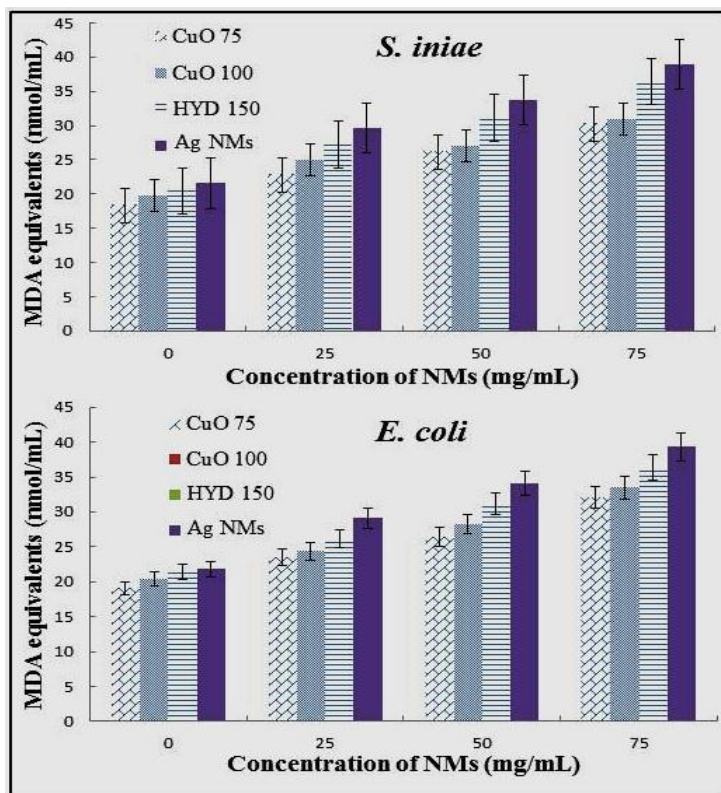 S. iniae
CuO 75
CuO 100
HYD 150
Ag NMs
MDA equivalents (nmol/mL)
45
40
35
30
25
20
15
10
5
0
0 25 50 75
Concentration of NMs (mg/mL)
E. coli
CuO 75
CuO 100
HYD 150
Ag NMs
MDA equivalents (nmol/mL)
45
40
35
30
25
20
15
10
5
0
0 25 50 75
Concentration of NMs (mg/mL)